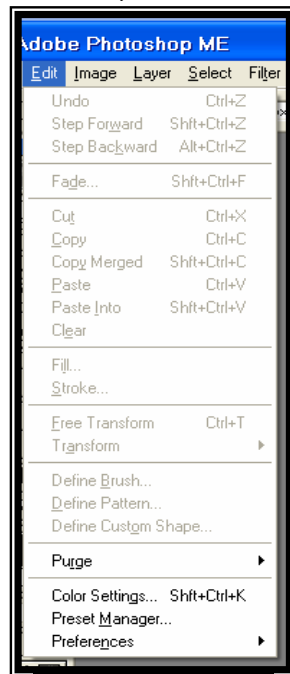 Adobe Photoshop ME
Edit Image Layer Select Filter
Undo Ctrl+Z
Step Forward Shft+Ctrl+Z
Step Backward Alt+Ctrl+Z
Fade... Shft+Ctrl+F
Cut Ctrl+X
Copy Ctrl+C
Copy Merged Shft+Ctrl+C
Paste Ctrl+V
Paste Into Shft+Ctrl+V
Clear
Fill...
Stroke...
Free Transform Ctrl+T
Transform
Define Brush...
Define Pattern...
Define Custom Shape...
Purge
Color Settings... Shft+Ctrl+K
Preset Manager...
Preferences